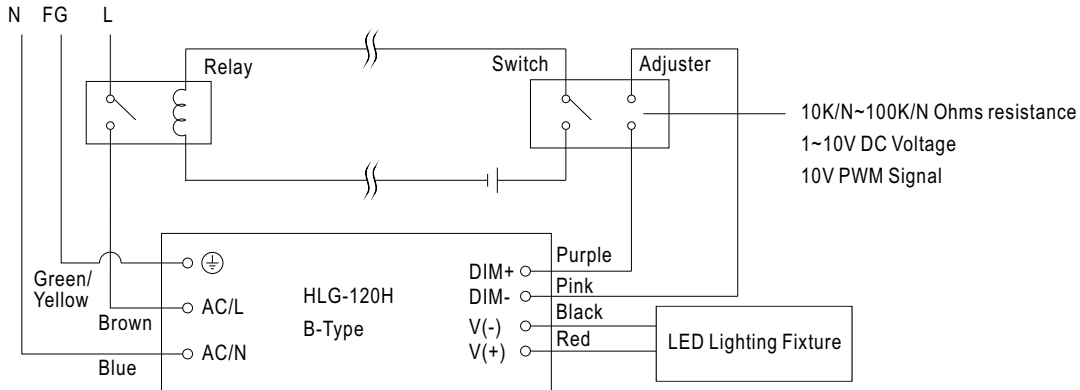 N FG L
Relay
Switch
Adjuster
10K/N~100K/N Ohms resistance
1~10V DC Voltage
10V PWM Signal
Green/
Yellow
Brown
Blue
AC/L
AC/N
HLG-120H
B-Type
DIM+
DIM-
V(-)
V(+)
Purple
Pink
Black
Red
LED Lighting Fixture